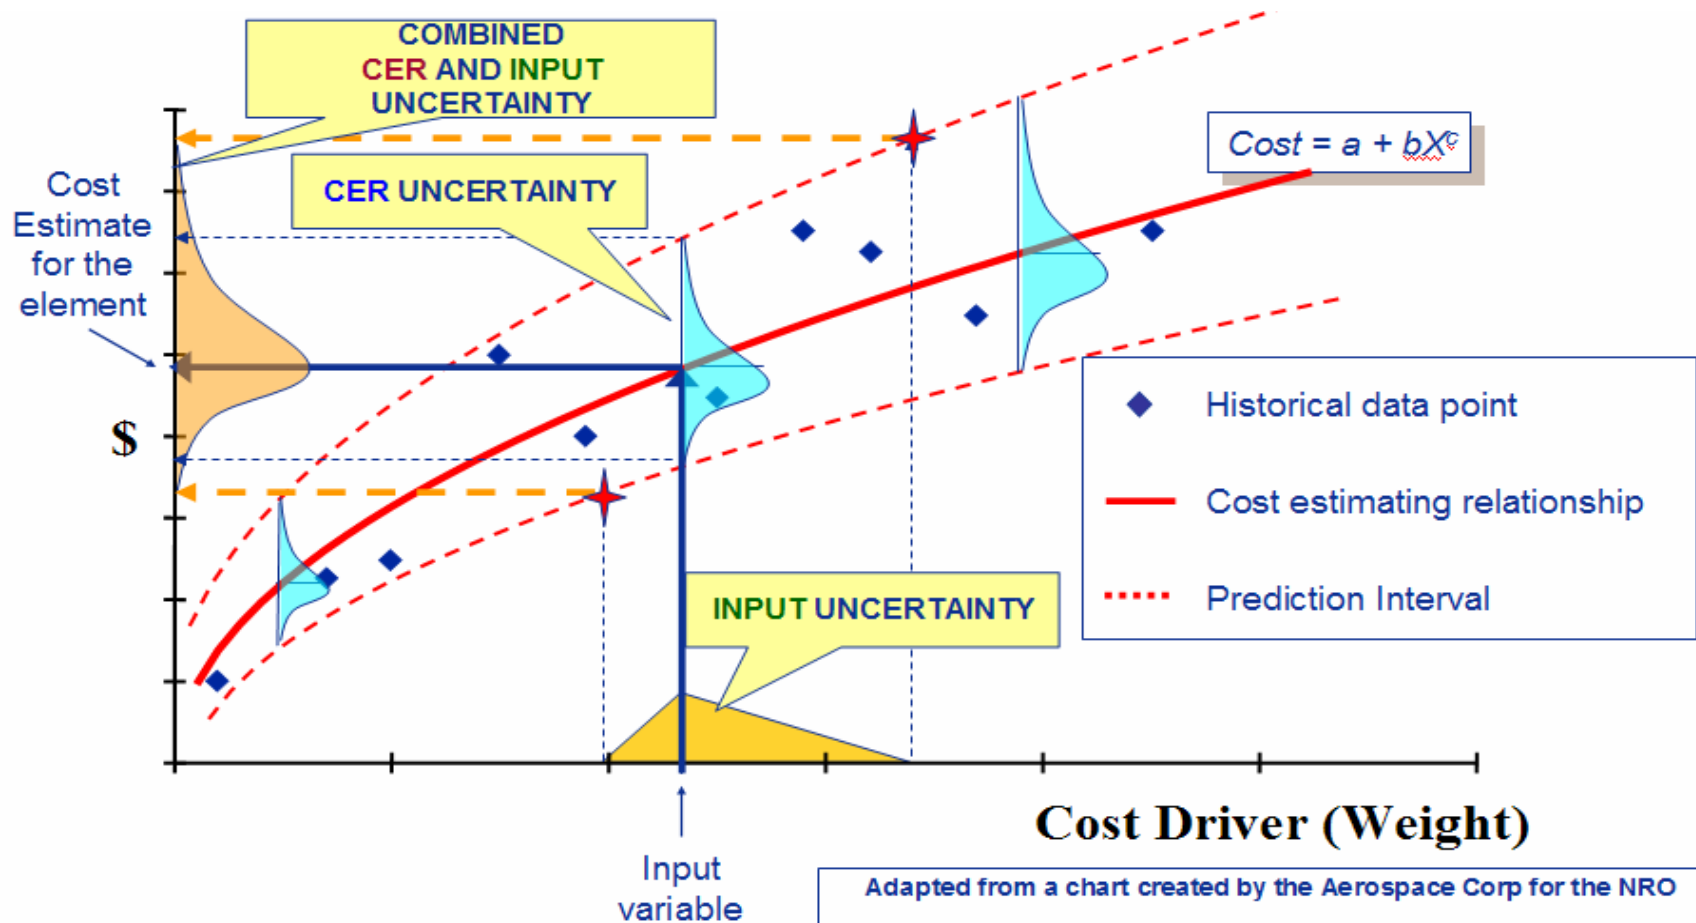 COMBINED
CER AND INPUT
UNCERTAINTY
Cost = a + bXᶜ
CER UNCERTAINTY
Cost
Estimate
for the
element
$
Historical data point
Cost estimating relationship
Prediction Interval
INPUT UNCERTAINTY
Cost Driver (Weight)
Input
variable
Adapted from a chart created by the Aerospace Corp for the NRO